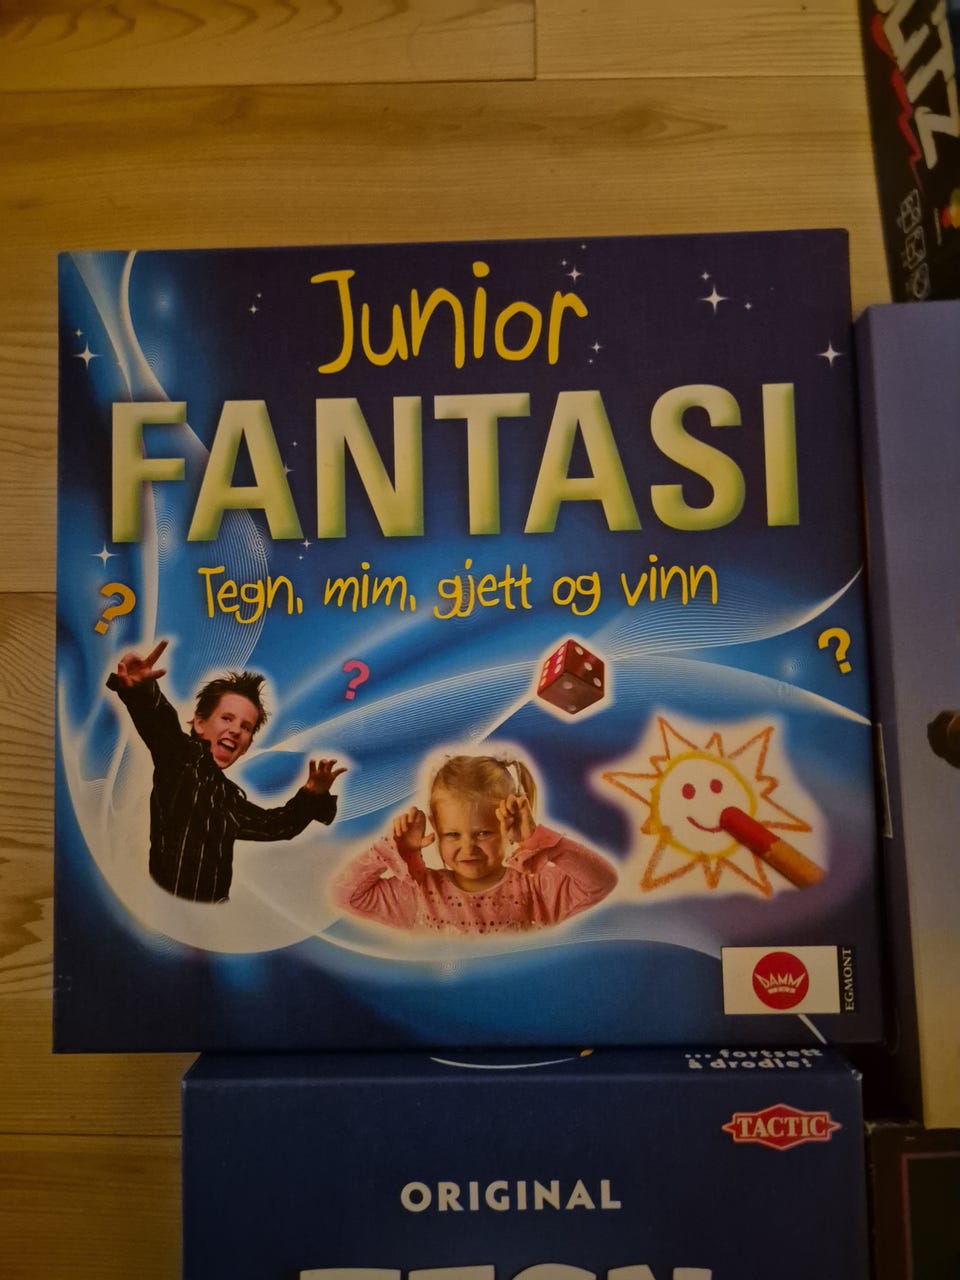 Junior
FANTASI
Tegn, mim, gjett og vinn
?
?
?
DAMM
EGMONT
... fortsett
å drodle!
TACTIC
ORIGINAL